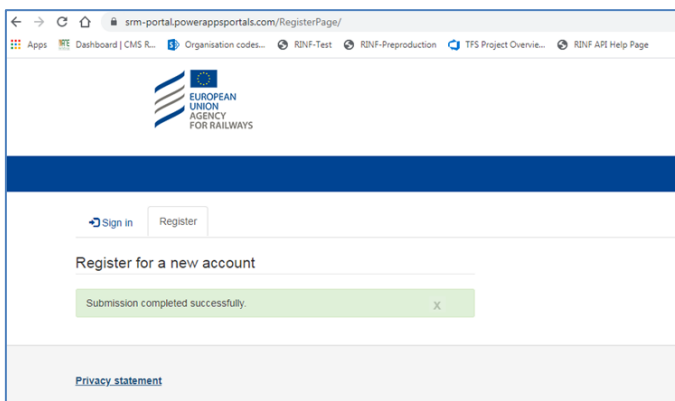 srm-portal.powerappsportals.com/RegisterPage/
Apps Dashboard | CMS R... Organisation codes... RINF-Test RINF-Preproduction TFS Project Overvie... RINF API Help Page
EUROPEAN
UNION
AGENCY
FOR RAILWAYS
Sign in Register
Register for a new account
Submission completed successfully. x
Privacy statement